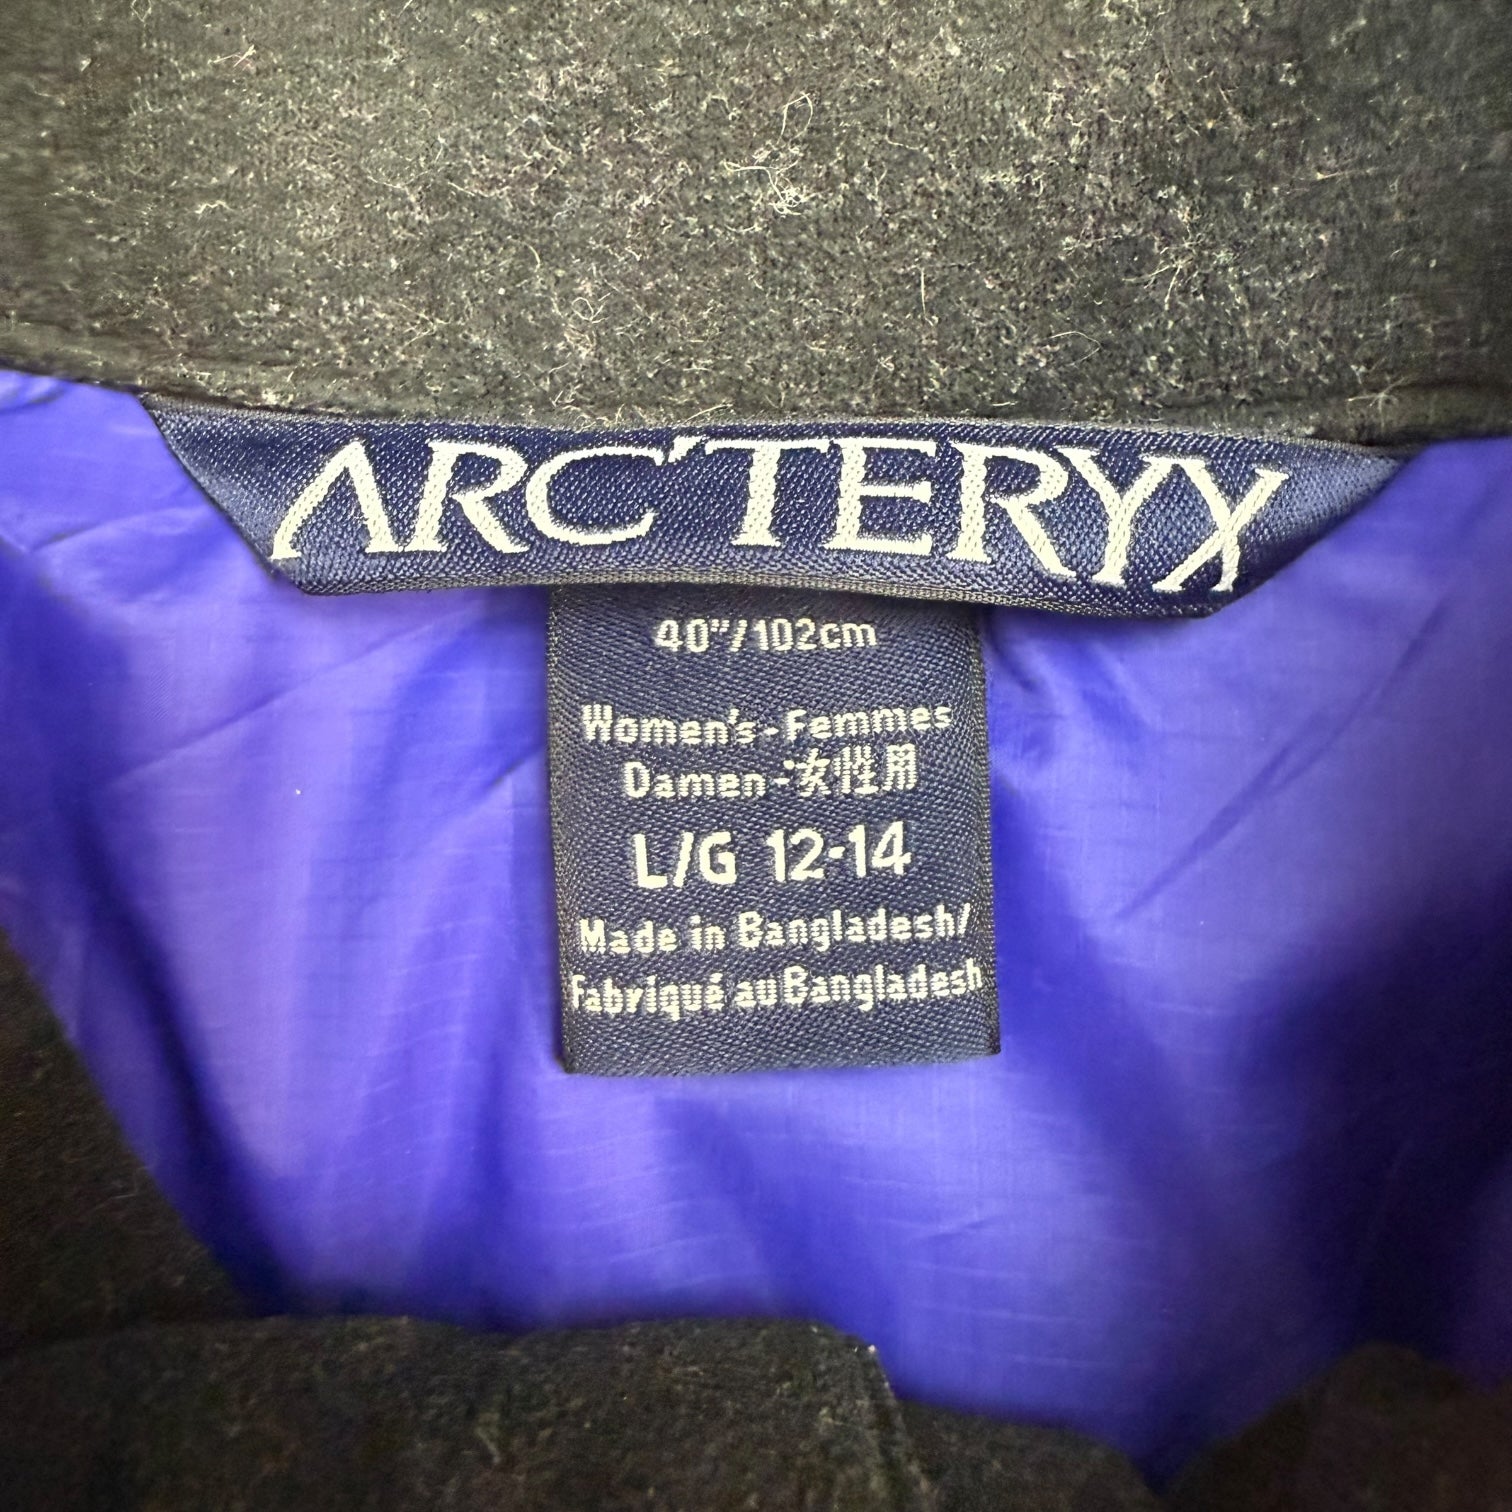 ARC'TERYX
40"/102cm
Women's-Femmes
Damen-女性用
L/G 12-14
Made in Bangladesh/
Fabriqué au Bangladesh